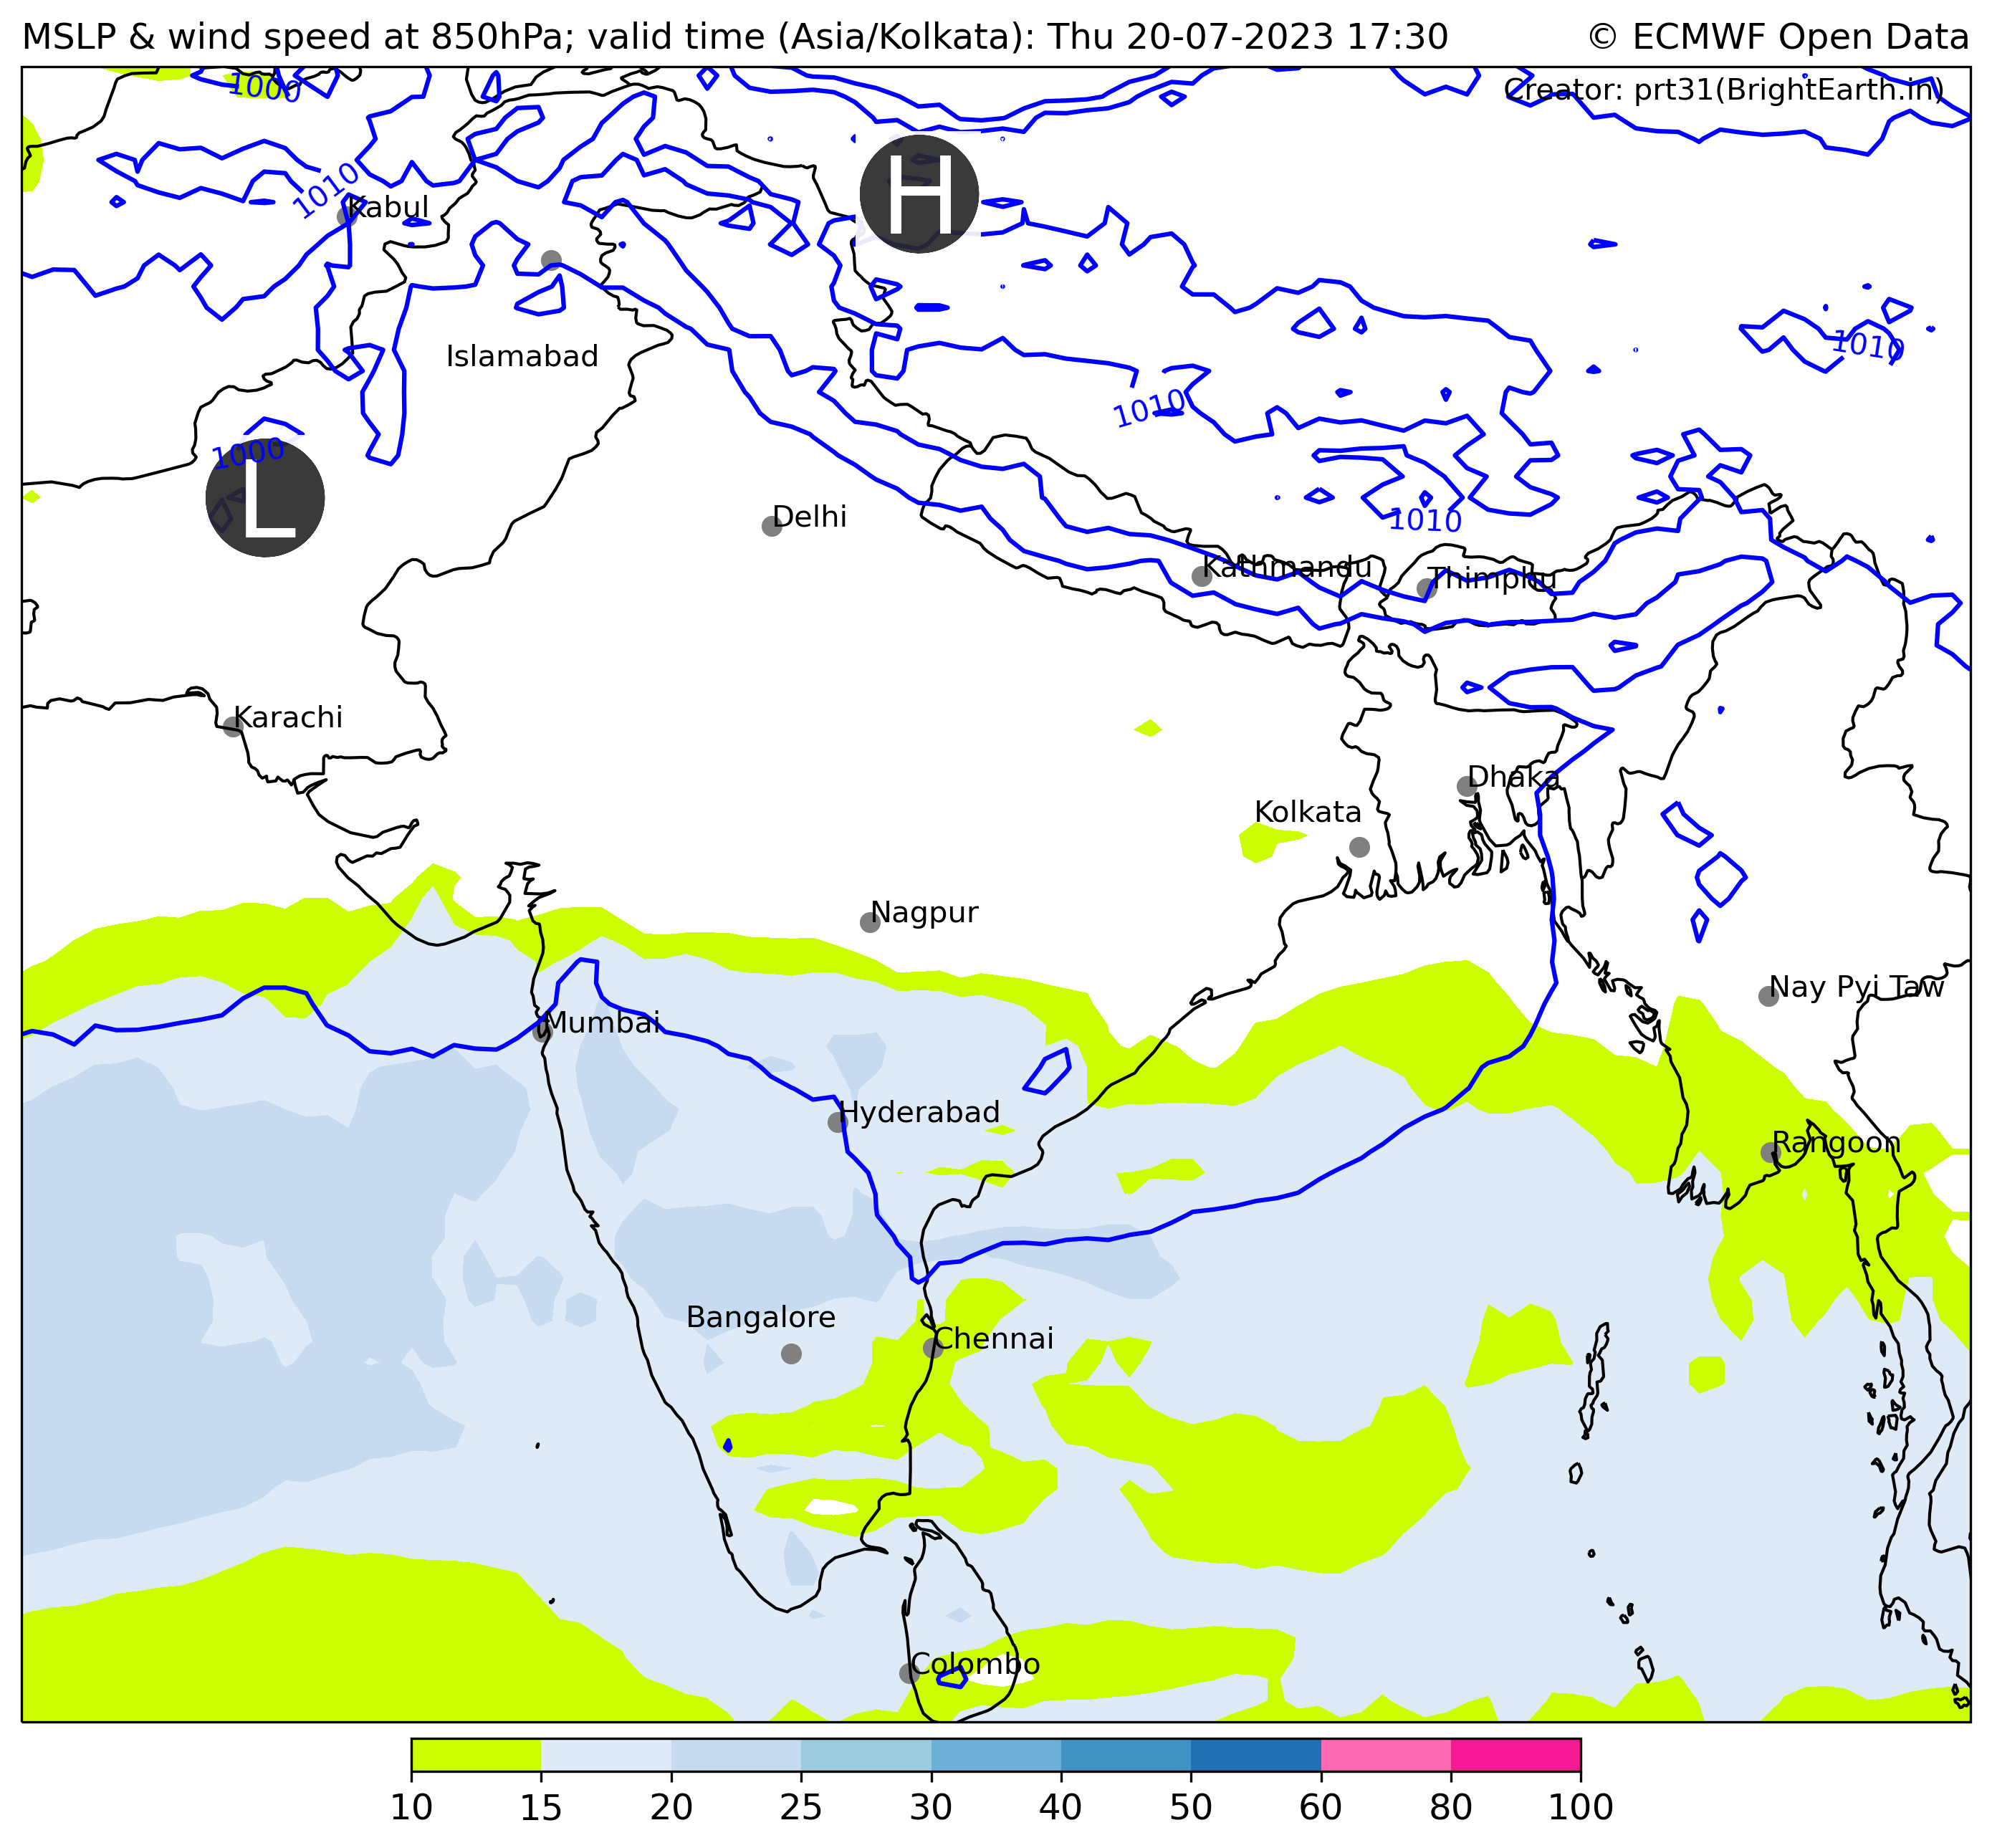 MSLP & wind speed at 850hPa; valid time (Asia/Kolkata): Thu 20-07-2023 17:30 © ECMWF Open Data
Creator: prt31(BrightEarth.in)
1000
H
1010
Kabul
1010
Islamabad
1010
1000
L
Delhi
1010
Kathmandu
Thimphu
Karachi
Dhaka
Kolkata
Nagpur
Nay Pyi Taw
Mumbai
Hyderabad
Rangoon
Bangalore
Chennai
Colombo
10 15 20 25 30 40 50 60 80 100